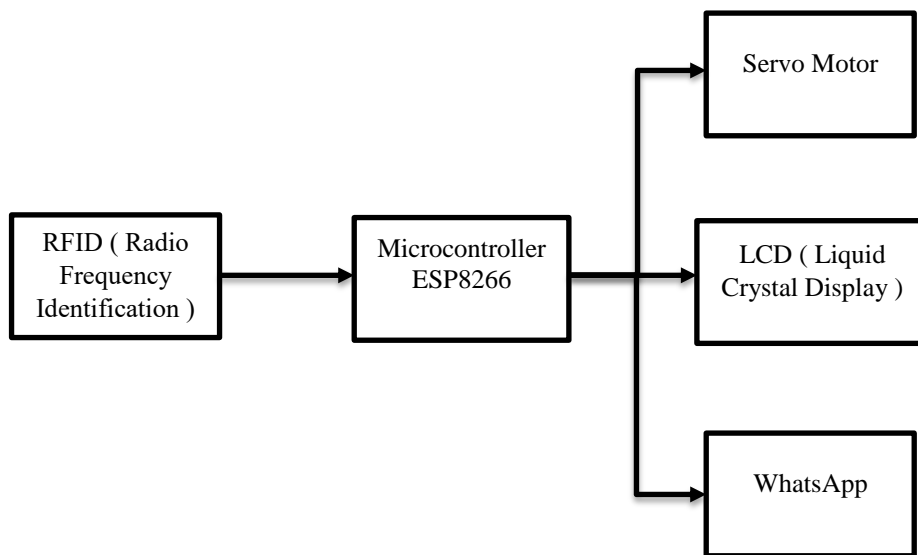 Servo Motor
RFID ( Radio
Frequency
Identification )
Microcontroller
ESP8266
LCD ( Liquid
Crystal Display )
WhatsApp